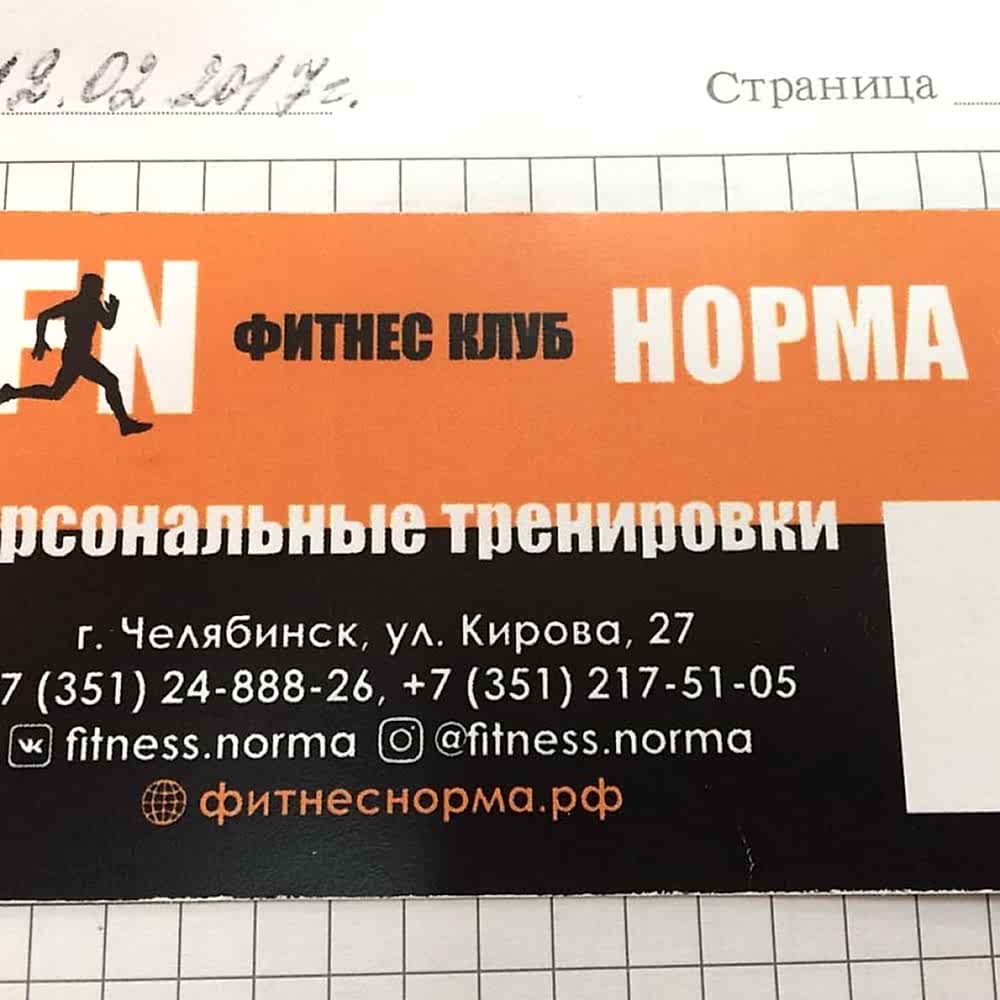 12.02.2017г.
Страница
FN ФИТНЕС КЛУБ НОРМА
рсональные тренировки
г. Челябинск, ул. Кирова, 27
7 (351) 24-888-26, +7 (351) 217-51-05
fitness.norma @fitness.norma
фитнеснорма.рф